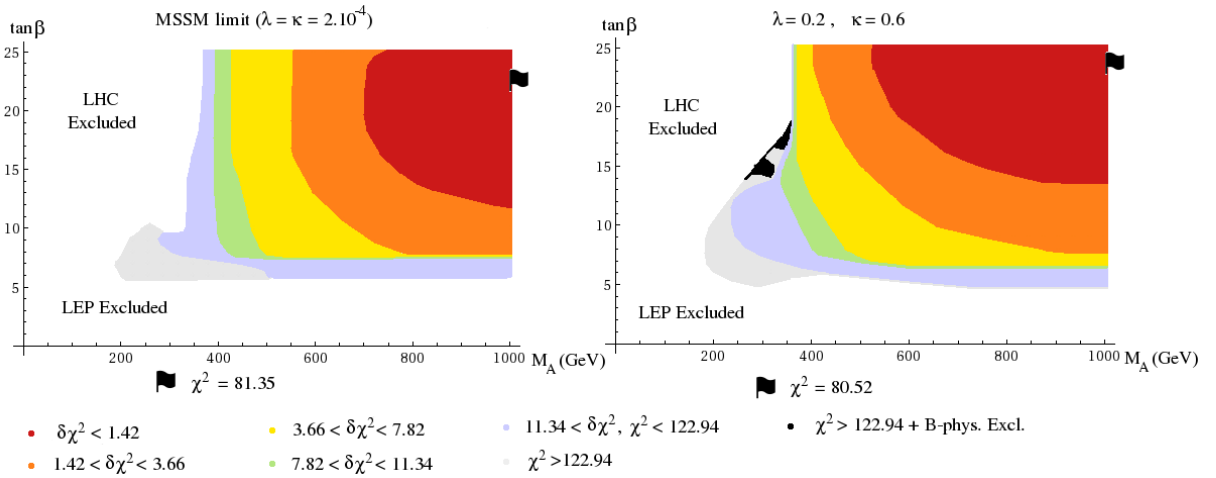 tanβ
MSSM limit (λ = κ = 2.10⁻⁴)
25
20
15
10
5
LHC
Excluded
LEP Excluded
200 400 600 800 1000 M_A (GeV)
χ² = 81.35
tanβ
λ = 0.2 , κ = 0.6
25
20
15
10
5
LHC
Excluded
LEP Excluded
200 400 600 800 1000 M_A (GeV)
χ² = 80.52
δχ² < 1.42
3.66 < δχ² < 7.82
11.34 < δχ², χ² < 122.94
χ² > 122.94 + B-phys. Excl.
1.42 < δχ² < 3.66
7.82 < δχ² < 11.34
χ² >122.94